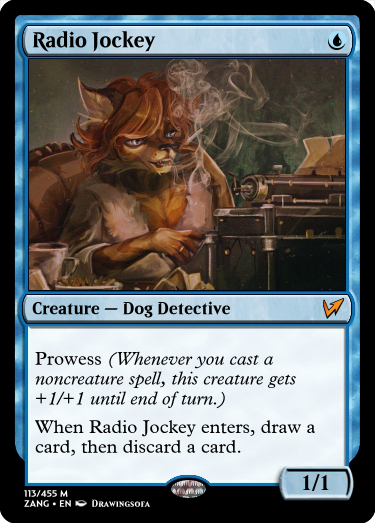 Radio Jockey
Creature — Dog Detective
Prowess (Whenever you cast a
noncreature spell, this creature gets
+1/+1 until end of turn.)
When Radio Jockey enters, draw a
card, then discard a card.
1/1
113/455 M
ZANG • EN Drawingsofa